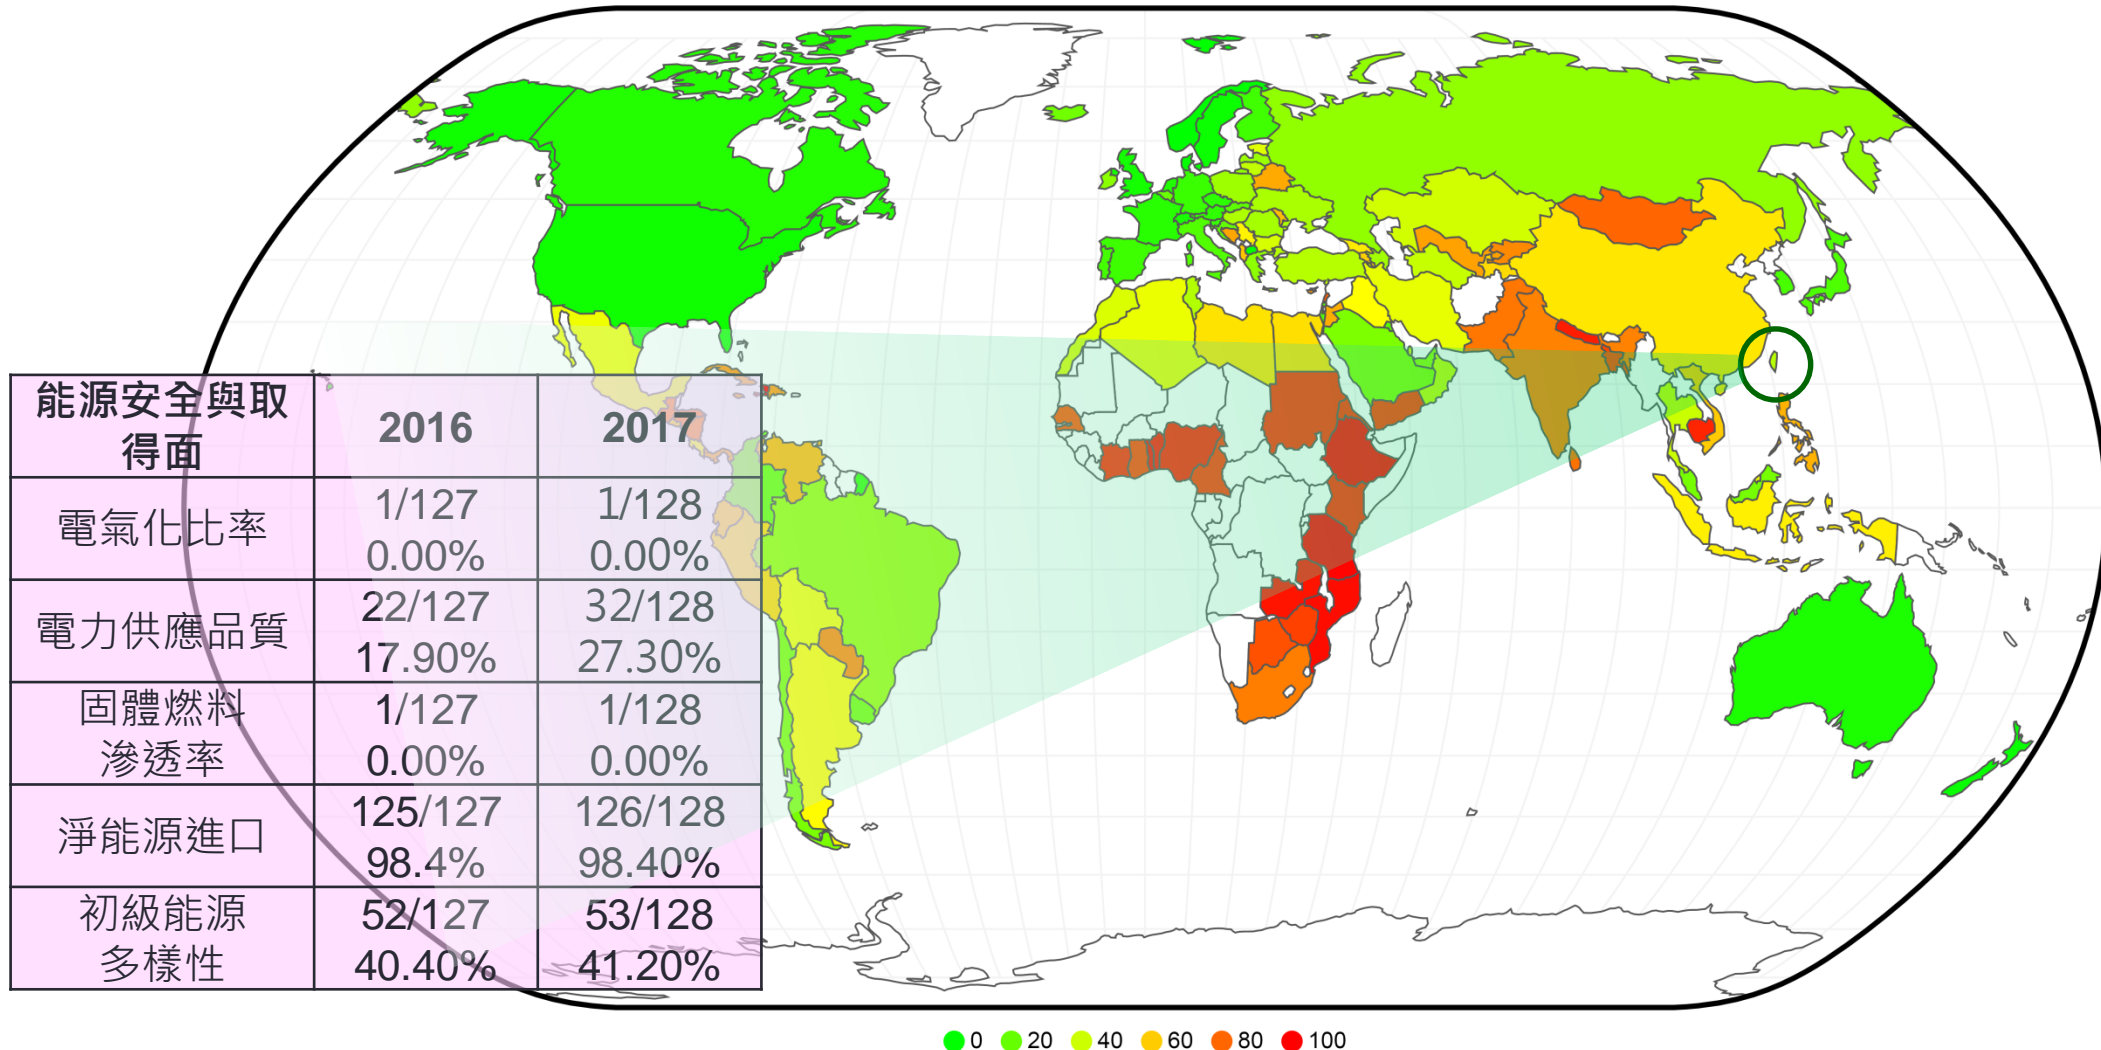 能源安全與取
得面
2016
2017
電氣化比率
1/127
0.00%
1/128
0.00%
電力供應品質
22/127
17.90%
32/128
27.30%
固體燃料
滲透率
1/127
0.00%
1/128
0.00%
淨能源進口
125/127
98.4%
126/128
98.40%
初級能源
多樣性
52/127
40.40%
53/128
41.20%
0 20 40 60 80 100